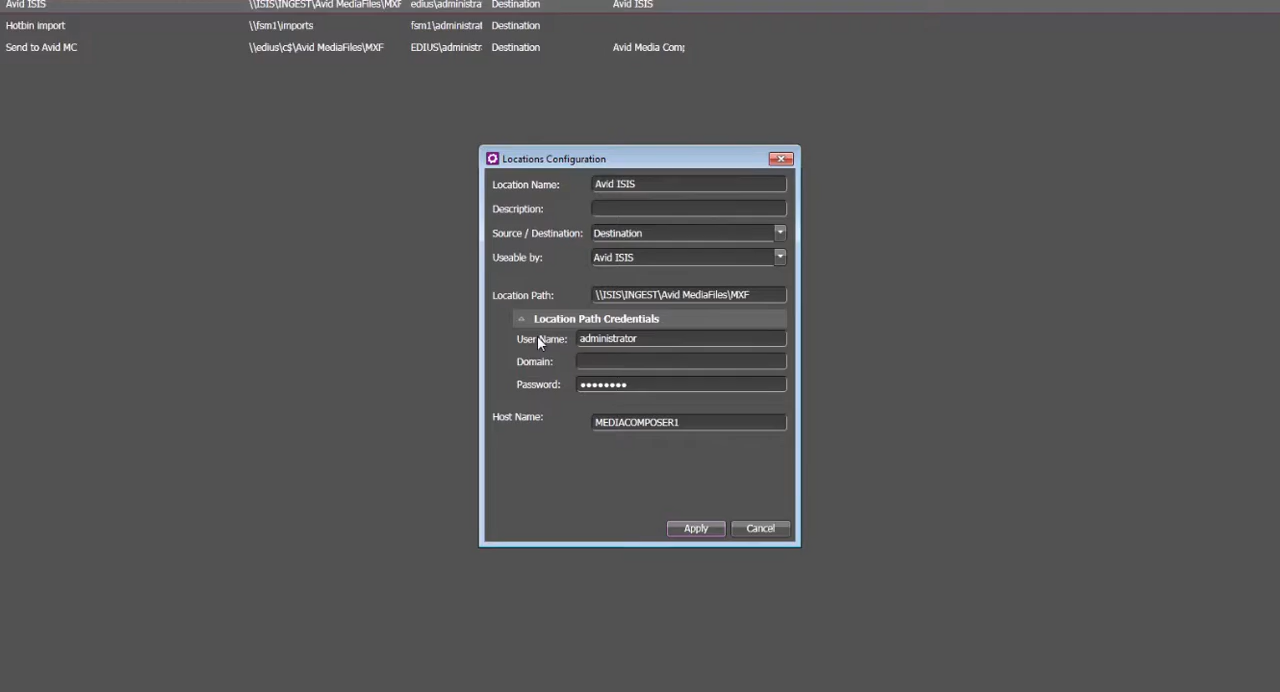 Avid ISIS \\ISIS\INGEST\Avid MediaFiles\MXF edius\administra Destination Avid ISIS
Hotbin import \\fsm1\imports fsm1\administrat Destination
Send to Avid MC \\edius\c$\Avid MediaFiles\MXF EDIUS\administr Destination Avid Media Comp
Locations Configuration
Location Name: Avid ISIS
Description:
Source / Destination: Destination
Useable by: Avid ISIS
Location Path: \\ISIS\INGEST\Avid MediaFiles\MXF
Location Path Credentials
User Name: administrator
Domain:
Password: ●●●●●●●●
Host Name: MEDIACOMPOSER1
Apply Cancel